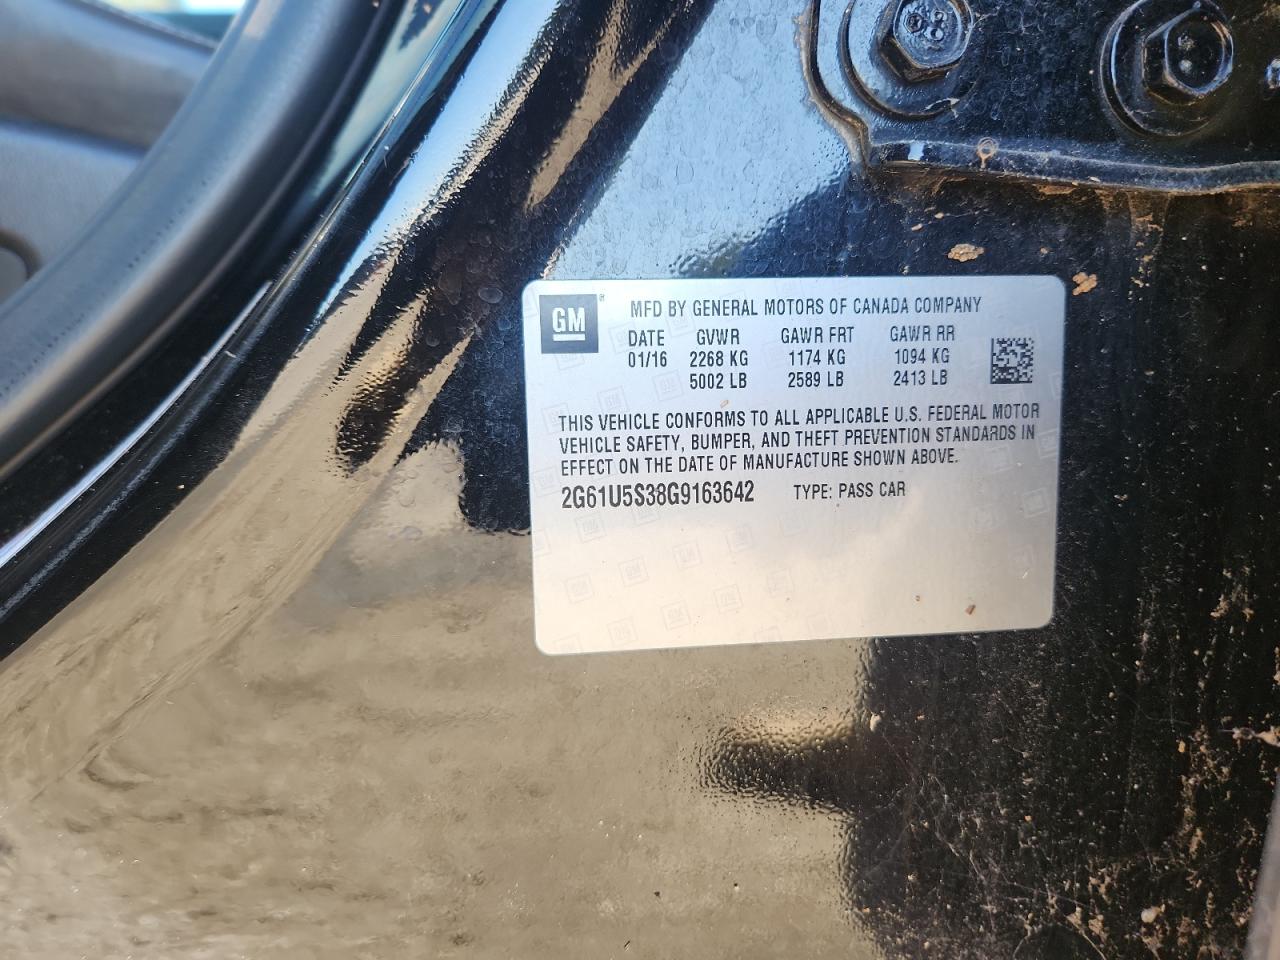 GM ® MFD BY GENERAL MOTORS OF CANADA COMPANY
DATE GVWR GAWR FRT GAWR RR
01/16 2268 KG 1174 KG 1094 KG
5002 LB 2589 LB 2413 LB
THIS VEHICLE CONFORMS TO ALL APPLICABLE U.S. FEDERAL MOTOR
VEHICLE SAFETY, BUMPER, AND THEFT PREVENTION STANDARDS IN
EFFECT ON THE DATE OF MANUFACTURE SHOWN ABOVE.
2G61U5S38G9163642 TYPE: PASS CAR